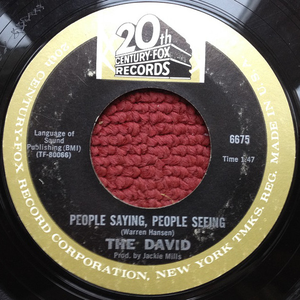 20th
CENTURY-FOX
RECORDS
Language of
Sound
Publishing (BMI)
(TF-80066)
6675
Time 1:47
PEOPLE SAYING, PEOPLE SEEING
(Warren Hansen)
THE DAVID
Prod. by Jackie Mills
20th CENTURY-FOX RECORD CORPORATION, NEW YORK TMKS. REG. MADE IN U.S.A.